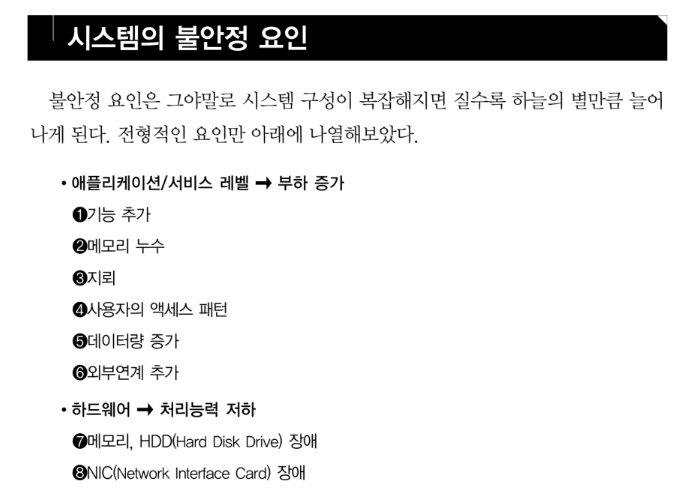 시스템의 불안정 요인
불안정 요인은 그야말로 시스템 구성이 복잡해지면 질수록 하늘의 별만큼 늘어
나게 된다. 전형적인 요인만 아래에 나열해보았다.
• 애플리케이션/서비스 레벨 → 부하 증가
❶기능 추가
❷메모리 누수
❸지뢰
❹사용자의 액세스 패턴
❺데이터량 증가
❻외부연계 추가
• 하드웨어 → 처리능력 저하
❼메모리, HDD(Hard Disk Drive) 장애
❽NIC(Network Interface Card) 장애